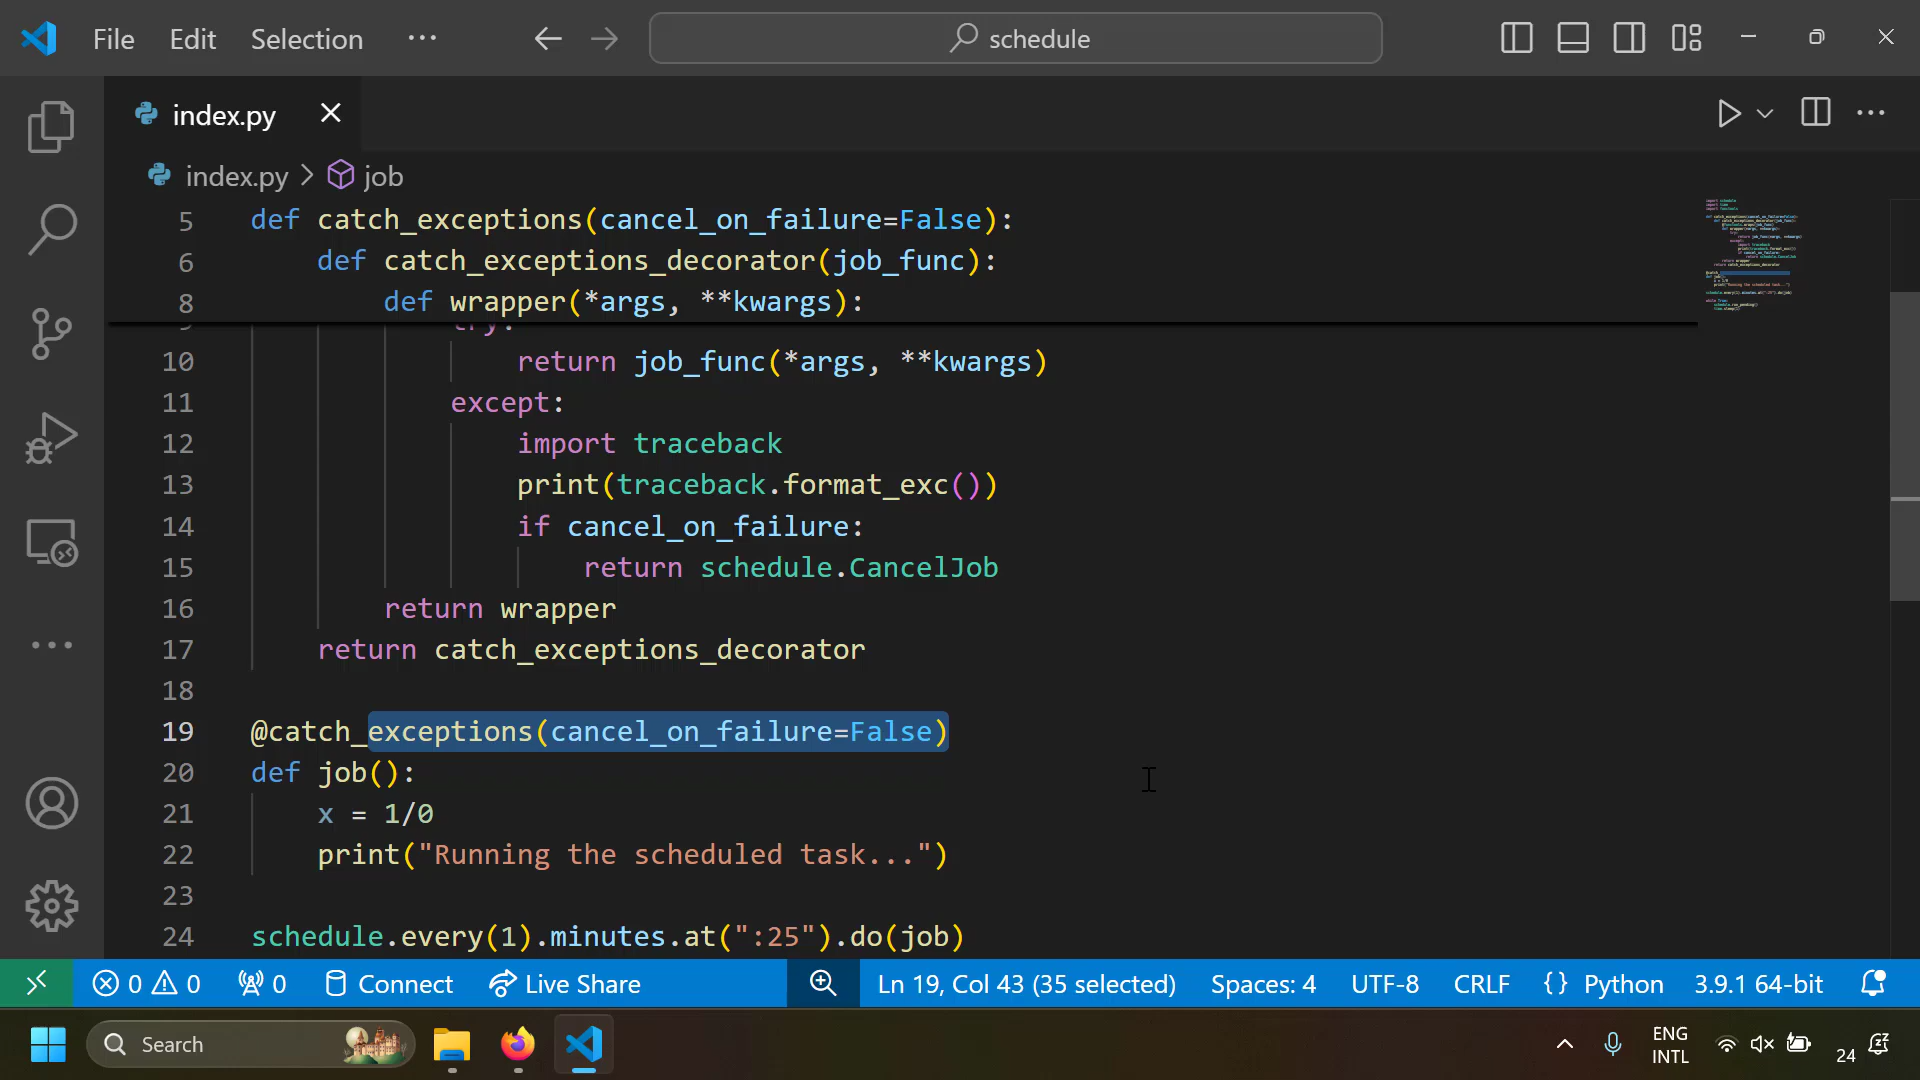 File Edit Selection ···
schedule
index.py
index.py > job
5 def catch_exceptions(cancel_on_failure=False):
6 def catch_exceptions_decorator(job_func):
8 def wrapper(*args, **kwargs):
9 try:
10 return job_func(*args, **kwargs)
11 except:
12 import traceback
13 print(traceback.format_exc())
14 if cancel_on_failure:
15 return schedule.CancelJob
16 return wrapper
17 return catch_exceptions_decorator
18
19 @catch_exceptions(cancel_on_failure=False)
20 def job():
21 x = 1/0
22 print("Running the scheduled task...")
23
24 schedule.every(1).minutes.at(":25").do(job)
0 0 0 Connect Live Share Ln 19, Col 43 (35 selected) Spaces: 4 UTF-8 CRLF {} Python 3.9.1 64-bit
Search ENG
INTL 24